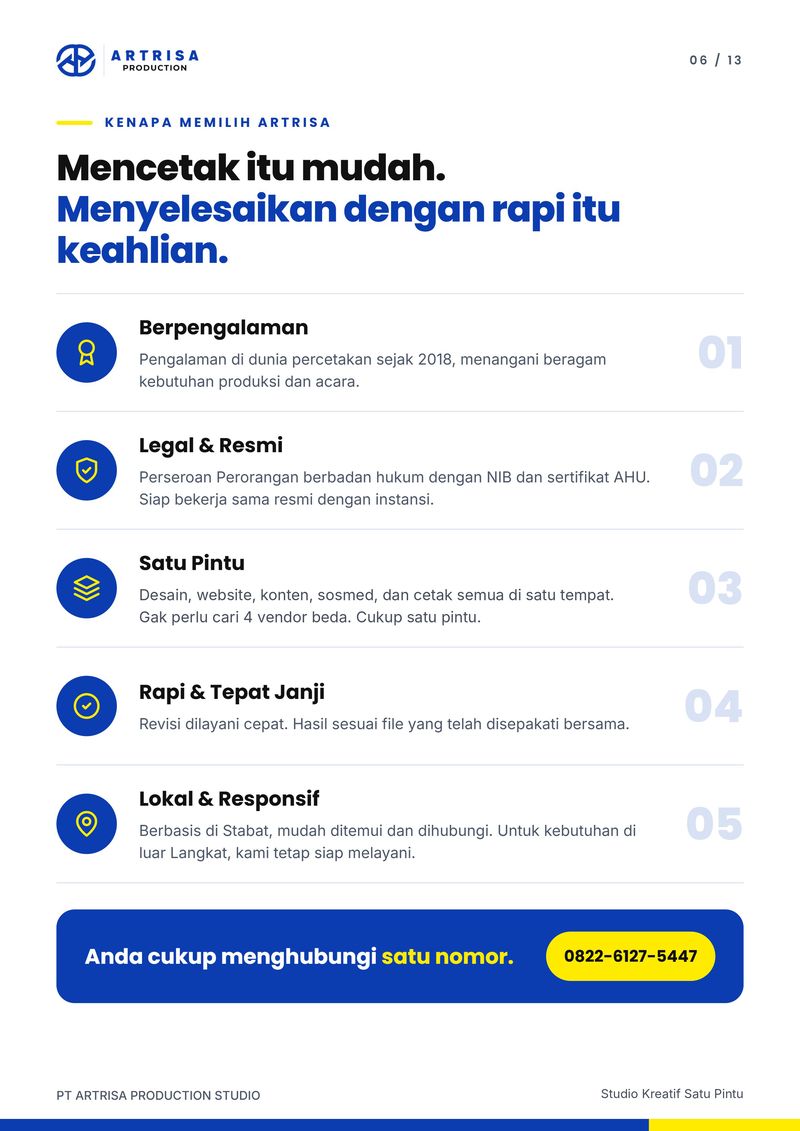 ARTRISA
PRODUCTION
06 / 13
KENAPA MEMILIH ARTRISA
Mencetak itu mudah.
Menyelesaikan dengan rapi itu
keahlian.
Berpengalaman
Pengalaman di dunia percetakan sejak 2018, menangani beragam
kebutuhan produksi dan acara.
01
Legal & Resmi
Perseroan Perorangan berbadan hukum dengan NIB dan sertifikat AHU.
Siap bekerja sama resmi dengan instansi.
02
Satu Pintu
Desain, website, konten, sosmed, dan cetak semua di satu tempat.
Gak perlu cari 4 vendor beda. Cukup satu pintu.
03
Rapi & Tepat Janji
Revisi dilayani cepat. Hasil sesuai file yang telah disepakati bersama.
04
Lokal & Responsif
Berbasis di Stabat, mudah ditemui dan dihubungi. Untuk kebutuhan di
luar Langkat, kami tetap siap melayani.
05
Anda cukup menghubungi satu nomor.
0822-6127-5447
PT ARTRISA PRODUCTION STUDIO
Studio Kreatif Satu Pintu